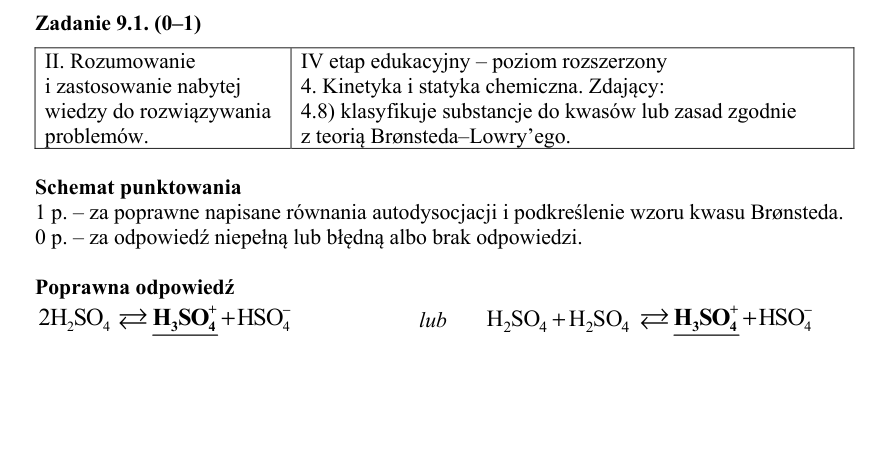 Zadanie 9.1. (0–1)
II. Rozumowanie
i zastosowanie nabytej
wiedzy do rozwiązywania
problemów.
IV etap edukacyjny – poziom rozszerzony
4. Kinetyka i statyka chemiczna. Zdający:
4.8) klasyfikuje substancje do kwasów lub zasad zgodnie
z teorią Brønsteda–Lowry’ego.
Schemat punktowania
1 p. – za poprawne napisane równania autodysocjacji i podkreślenie wzoru kwasu Brønsteda.
0 p. – za odpowiedź niepełną lub błędną albo brak odpowiedzi.
Poprawna odpowiedź
2H₂SO₄ ⇄ H₃SO₄⁺ + HSO₄⁻ lub H₂SO₄ + H₂SO₄ ⇄ H₃SO₄⁺ + HSO₄⁻